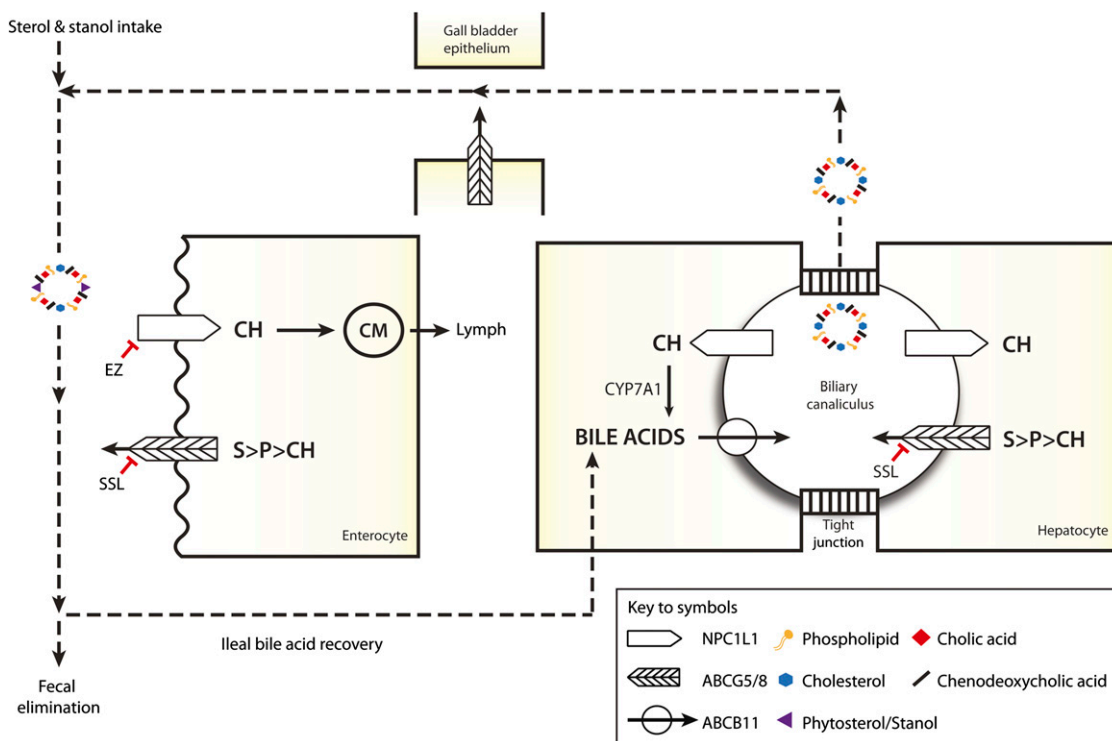 Sterol & stanol intake
Gall bladder
epithelium
EZ
CH
CM
Lymph
SSL
S>P>CH
Enterocyte
CH
CYP7A1
BILE ACIDS
Biliary
canaliculus
CH
SSL
S>P>CH
Tight
junction
Hepatocyte
Ileal bile acid recovery
Fecal
elimination
Key to symbols
NPC1L1
Phospholipid
Cholic acid
ABCG5/8
Cholesterol
Chenodeoxycholic acid
ABCB11
Phytosterol/Stanol